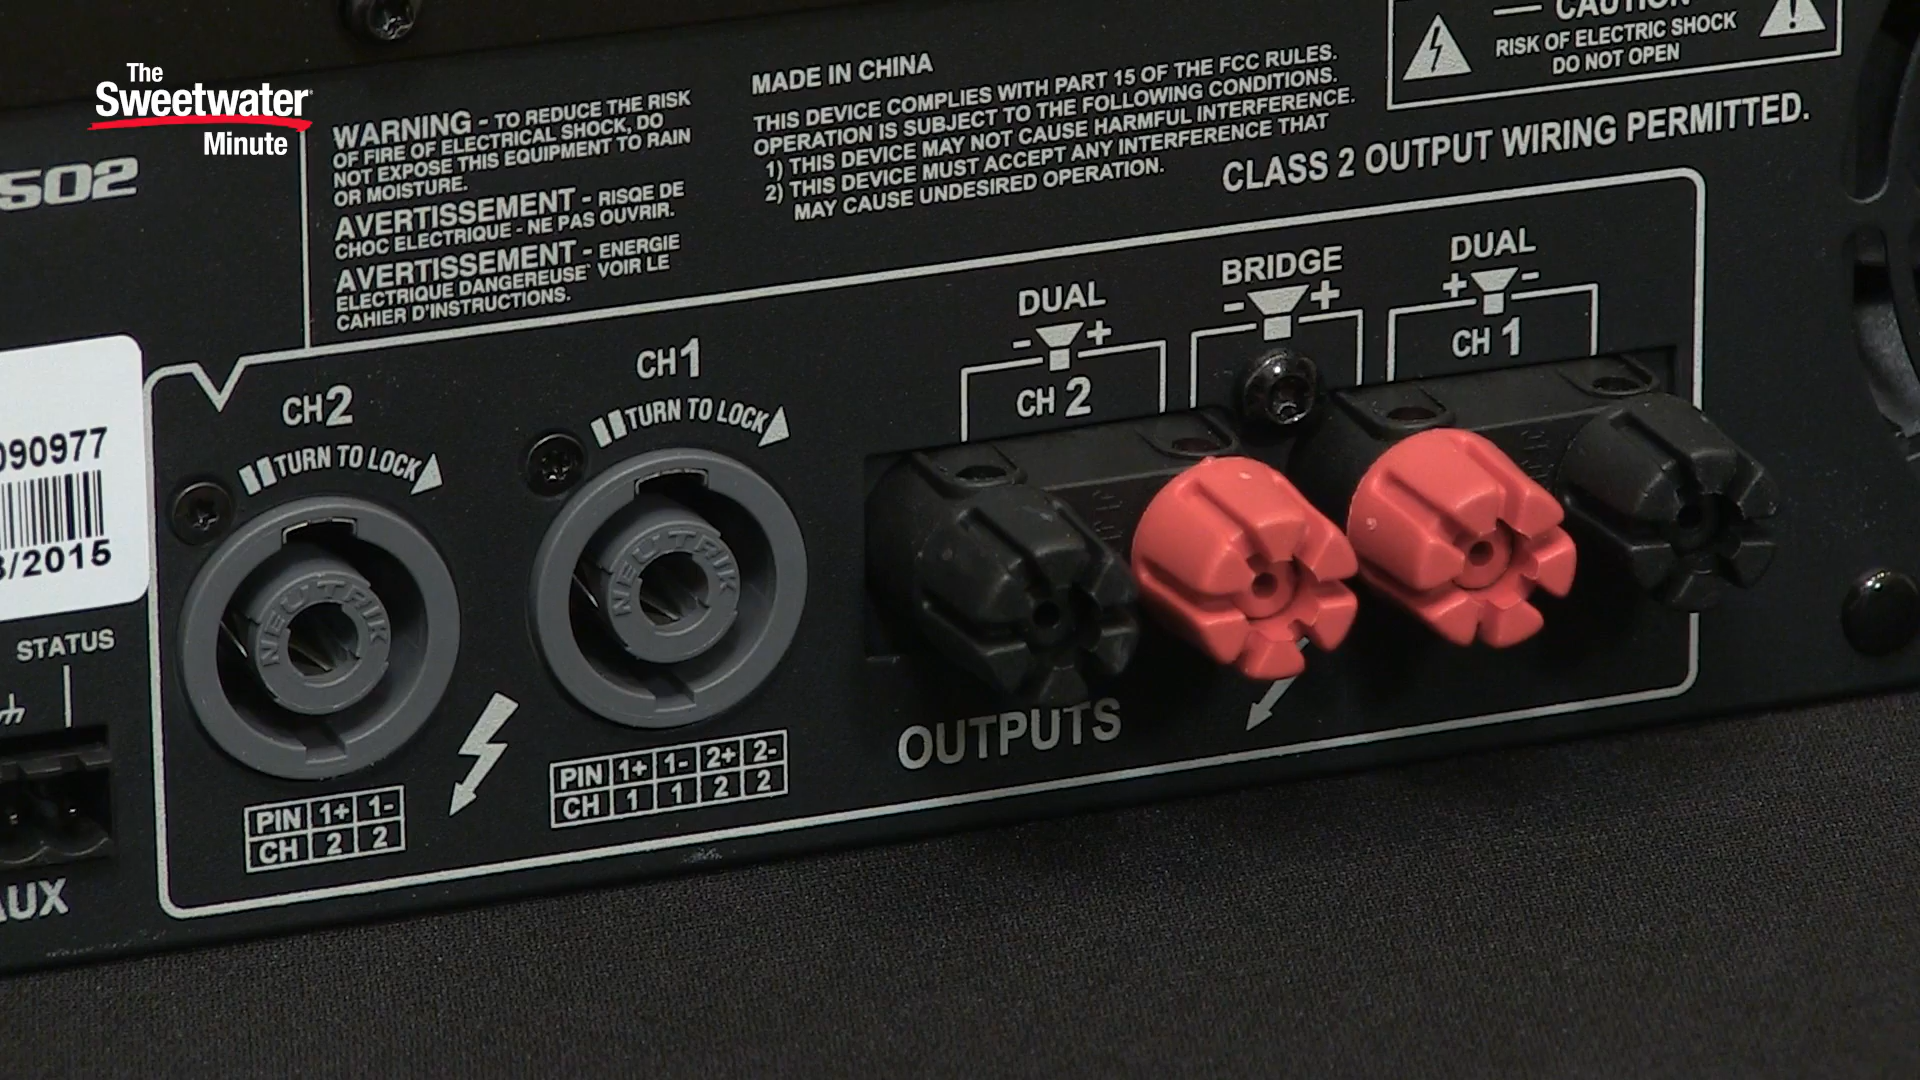 The
Sweetwater
Minute
502
WARNING - TO REDUCE THE RISK
OF FIRE OF ELECTRICAL SHOCK, DO
NOT EXPOSE THIS EQUIPMENT TO RAIN
OR MOISTURE.
AVERTISSEMENT - RISQE DE
CHOC ELECTRIQUE - NE PAS OUVRIR.
AVERTISSEMENT - ENERGIE
ELECTRIQUE DANGEREUSE VOIR LE
CAHIER D'INSTRUCTIONS.
MADE IN CHINA
THIS DEVICE COMPLIES WITH PART 15 OF THE FCC RULES.
OPERATION IS SUBJECT TO THE FOLLOWING CONDITIONS.
1) THIS DEVICE MAY NOT CAUSE HARMFUL INTERFERENCE.
2) THIS DEVICE MUST ACCEPT ANY INTERFERENCE THAT
MAY CAUSE UNDESIRED OPERATION.
CAUTION
RISK OF ELECTRIC SHOCK
DO NOT OPEN
CLASS 2 OUTPUT WIRING PERMITTED.
DUAL
- +
CH 2
BRIDGE
- +
DUAL
+ -
CH 1
CH2
TURN TO LOCK
NEUTRIK
PIN 1+ 1-
CH 2 2
CH1
TURN TO LOCK
NEUTRIK
PIN 1+ 1- 2+ 2-
CH 1 1 2 2
OUTPUTS
090977
3/2015
STATUS
AUX